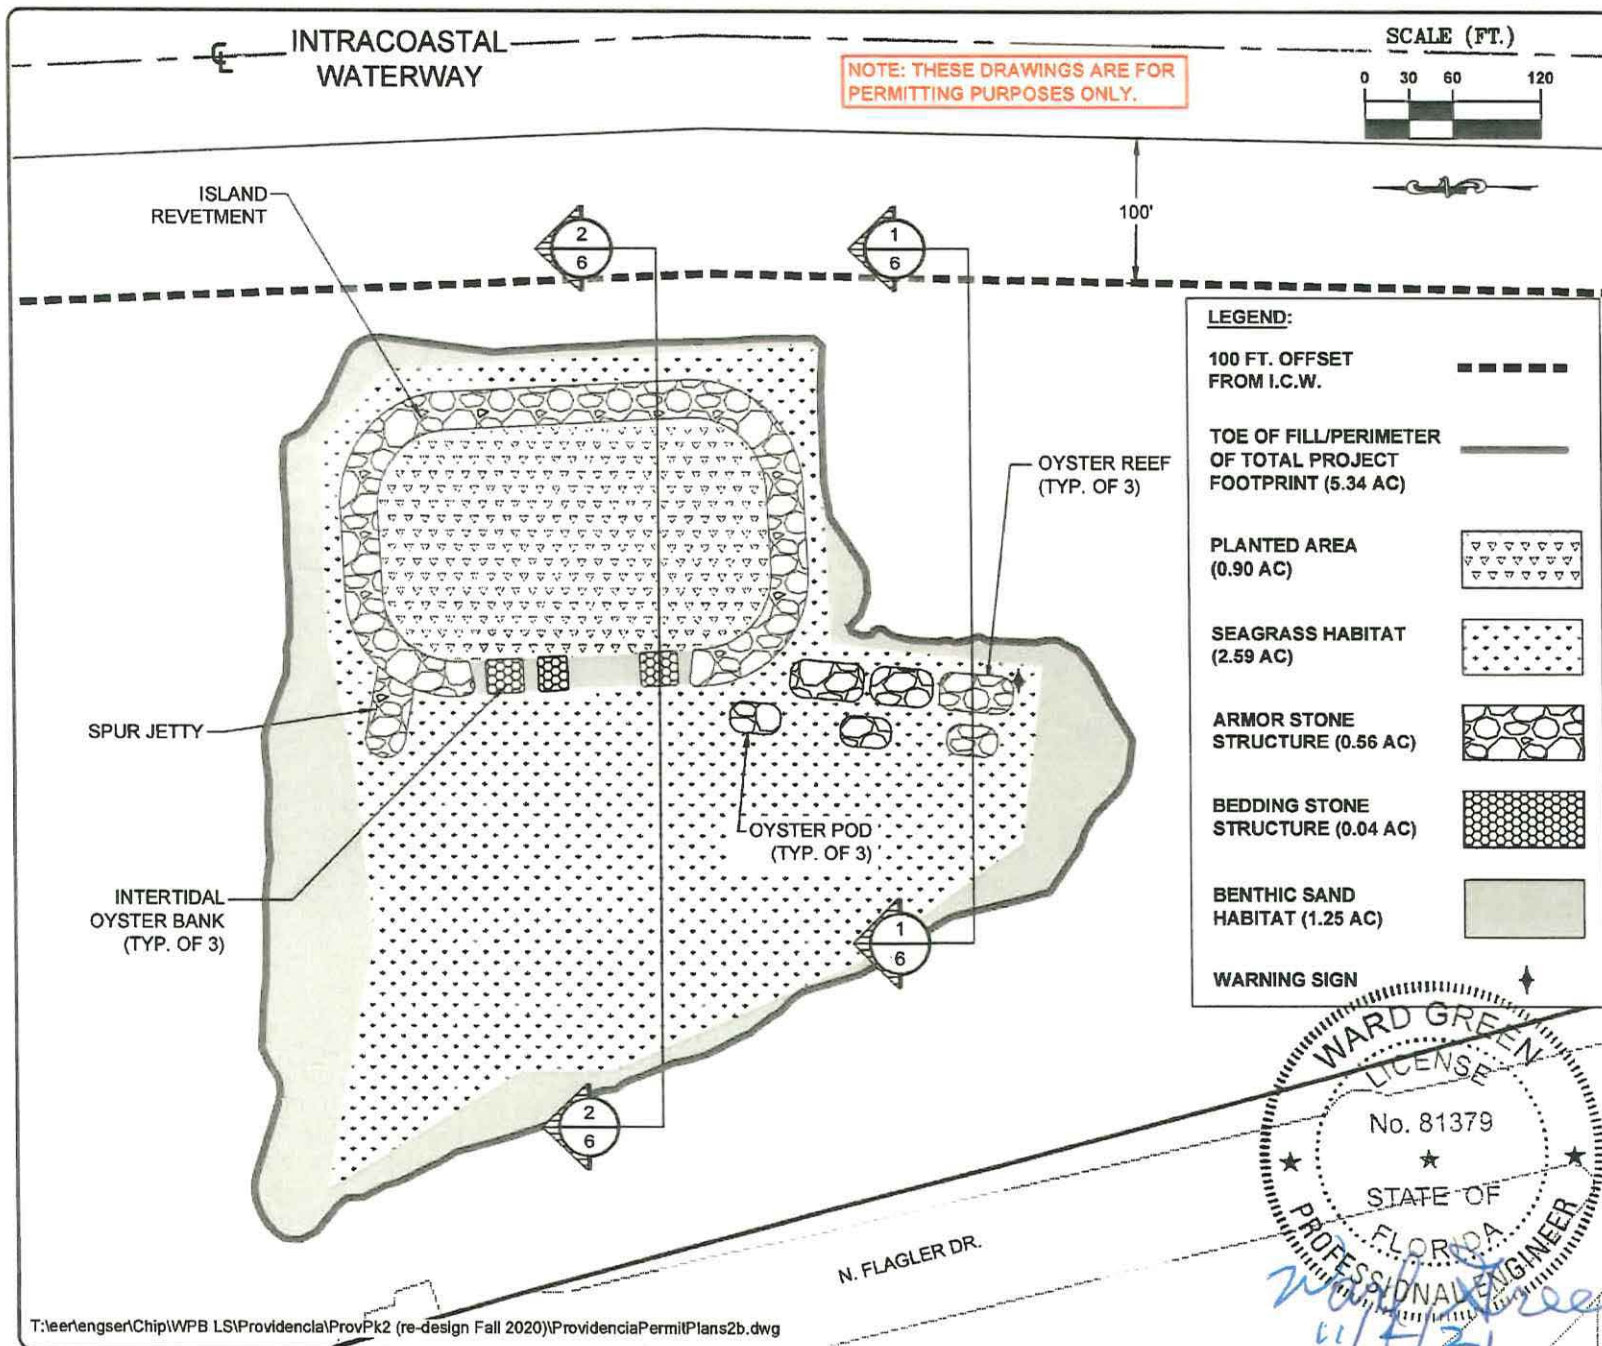 INTRACOASTAL
WATERWAY
NOTE: THESE DRAWINGS ARE FOR
PERMITTING PURPOSES ONLY.
SCALE (FT.)
0 30 60 120
ISLAND
REVETMENT
2
6
1
6
100'
LEGEND:
100 FT. OFFSET
FROM I.C.W.
TOE OF FILL/PERIMETER
OF TOTAL PROJECT
FOOTPRINT (5.34 AC)
PLANTED AREA
(0.90 AC)
SEAGRASS HABITAT
(2.59 AC)
ARMOR STONE
STRUCTURE (0.56 AC)
BEDDING STONE
STRUCTURE (0.04 AC)
BENTHIC SAND
HABITAT (1.25 AC)
WARNING SIGN
OYSTER REEF
(TYP. OF 3)
SPUR JETTY
OYSTER POD
(TYP. OF 3)
INTERTIDAL
OYSTER BANK
(TYP. OF 3)
1
6
2
6
N. FLAGLER DR.
WARD GREEN
LICENSE
No. 81379
STATE OF
FLORIDA
PROFESSIONAL ENGINEER
Ward Green
T:\eer\engser\Chip\WPB LS\Providencia\ProvPk2 (re-design Fall 2020)\ProvidenciaPermitPlans2b.dwg